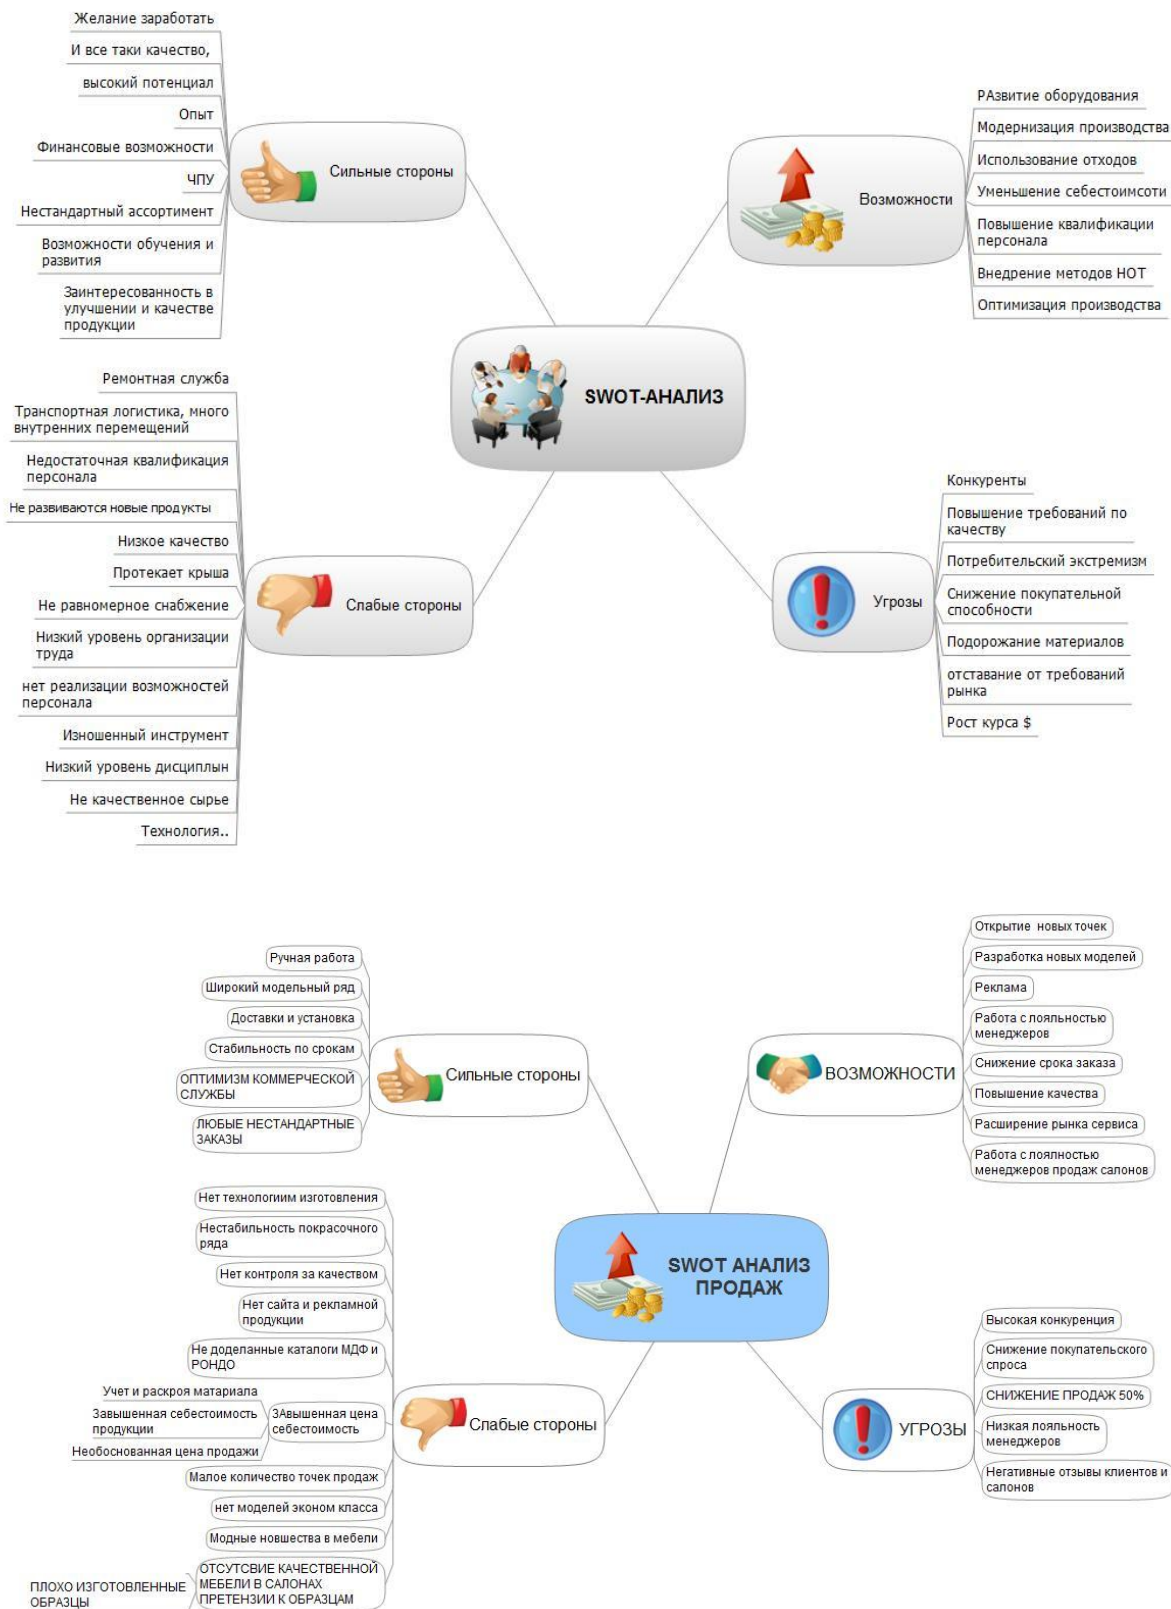 Желание заработать
И все таки качество,
высокий потенциал
Опыт
Финансовые возможности
ЧПУ
Нестандартный ассортимент
Возможности обучения и
развития
Заинтересованность в
улучшении и качестве
продукции
Сильные стороны
РАзвитие оборудования
Модернизация производства
Использование отходов
Уменьшение себестоимсоти
Повышение квалификации
персонала
Внедрение методов НОТ
Оптимизация производства
Возможности
SWOT-АНАЛИЗ
Ремонтная служба
Транспортная логистика, много
внутренних перемещений
Недостаточная квалификация
персонала
Не развиваются новые продукты
Низкое качество
Протекает крыша
Не равномерное снабжение
Низкий уровень организации
труда
нет реализации возможностей
персонала
Изношенный инструмент
Низкий уровень дисциплын
Не качественное сырье
Технология..
Слабые стороны
Конкуренты
Повышение требований по
качеству
Потребительский экстремизм
Снижение покупательной
способности
Подорожание материалов
отставание от требований
рынка
Рост курса $
Угрозы
Ручная работа
Широкий модельный ряд
Доставки и установка
Стабильность по срокам
ОПТИМИЗМ КОММЕРЧЕСКОЙ
СЛУЖБЫ
ЛЮБЫЕ НЕСТАНДАРТНЫЕ
ЗАКАЗЫ
Сильные стороны
Открытие новых точек
Разработка новых моделей
Реклама
Работа с лояльностью
менеджеров
Снижение срока заказа
Повышение качества
Расширение рынка сервиса
Работа с лоялностью
менеджеров продаж салонов
ВОЗМОЖНОСТИ
SWOT АНАЛИЗ
ПРОДАЖ
Нет технологиим изготовления
Нестабильность покрасочного
ряда
Нет контроля за качеством
Нет сайта и рекламной
продукции
Не доделанные каталоги МДФ и
РОНДО
Учет и раскроя матариала
Завышенная себестоимость
продукции
Необоснованная цена продажи
ЗАвышенная цена
себестоимость
Малое количество точек продаж
нет моделей эконом класса
Модные новшества в мебели
ОТСУТСВИЕ КАЧЕСТВЕННОЙ
МЕБЕЛИ В САЛОНАХ
ПРЕТЕНЗИИ К ОБРАЗЦАМ
ПЛОХО ИЗГОТОВЛЕННЫЕ
ОБРАЗЦЫ
Слабые стороны
Высокая конкуренция
Снижение покупательского
спроса
СНИЖЕНИЕ ПРОДАЖ 50%
Низкая лояльность
менеджеров
Негативные отзывы клиентов и
салонов
УГРОЗЫ